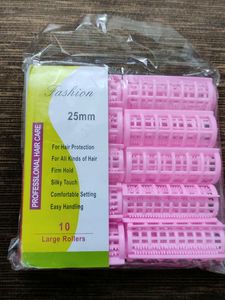 Fashion
25mm
PROFESSIONAL HAIR CARE
For Hair Protection
For All Kinds of Hair
Firm Hold
Silky Touch
Comfortable Setting
Easy Handling
10
Large Rollers